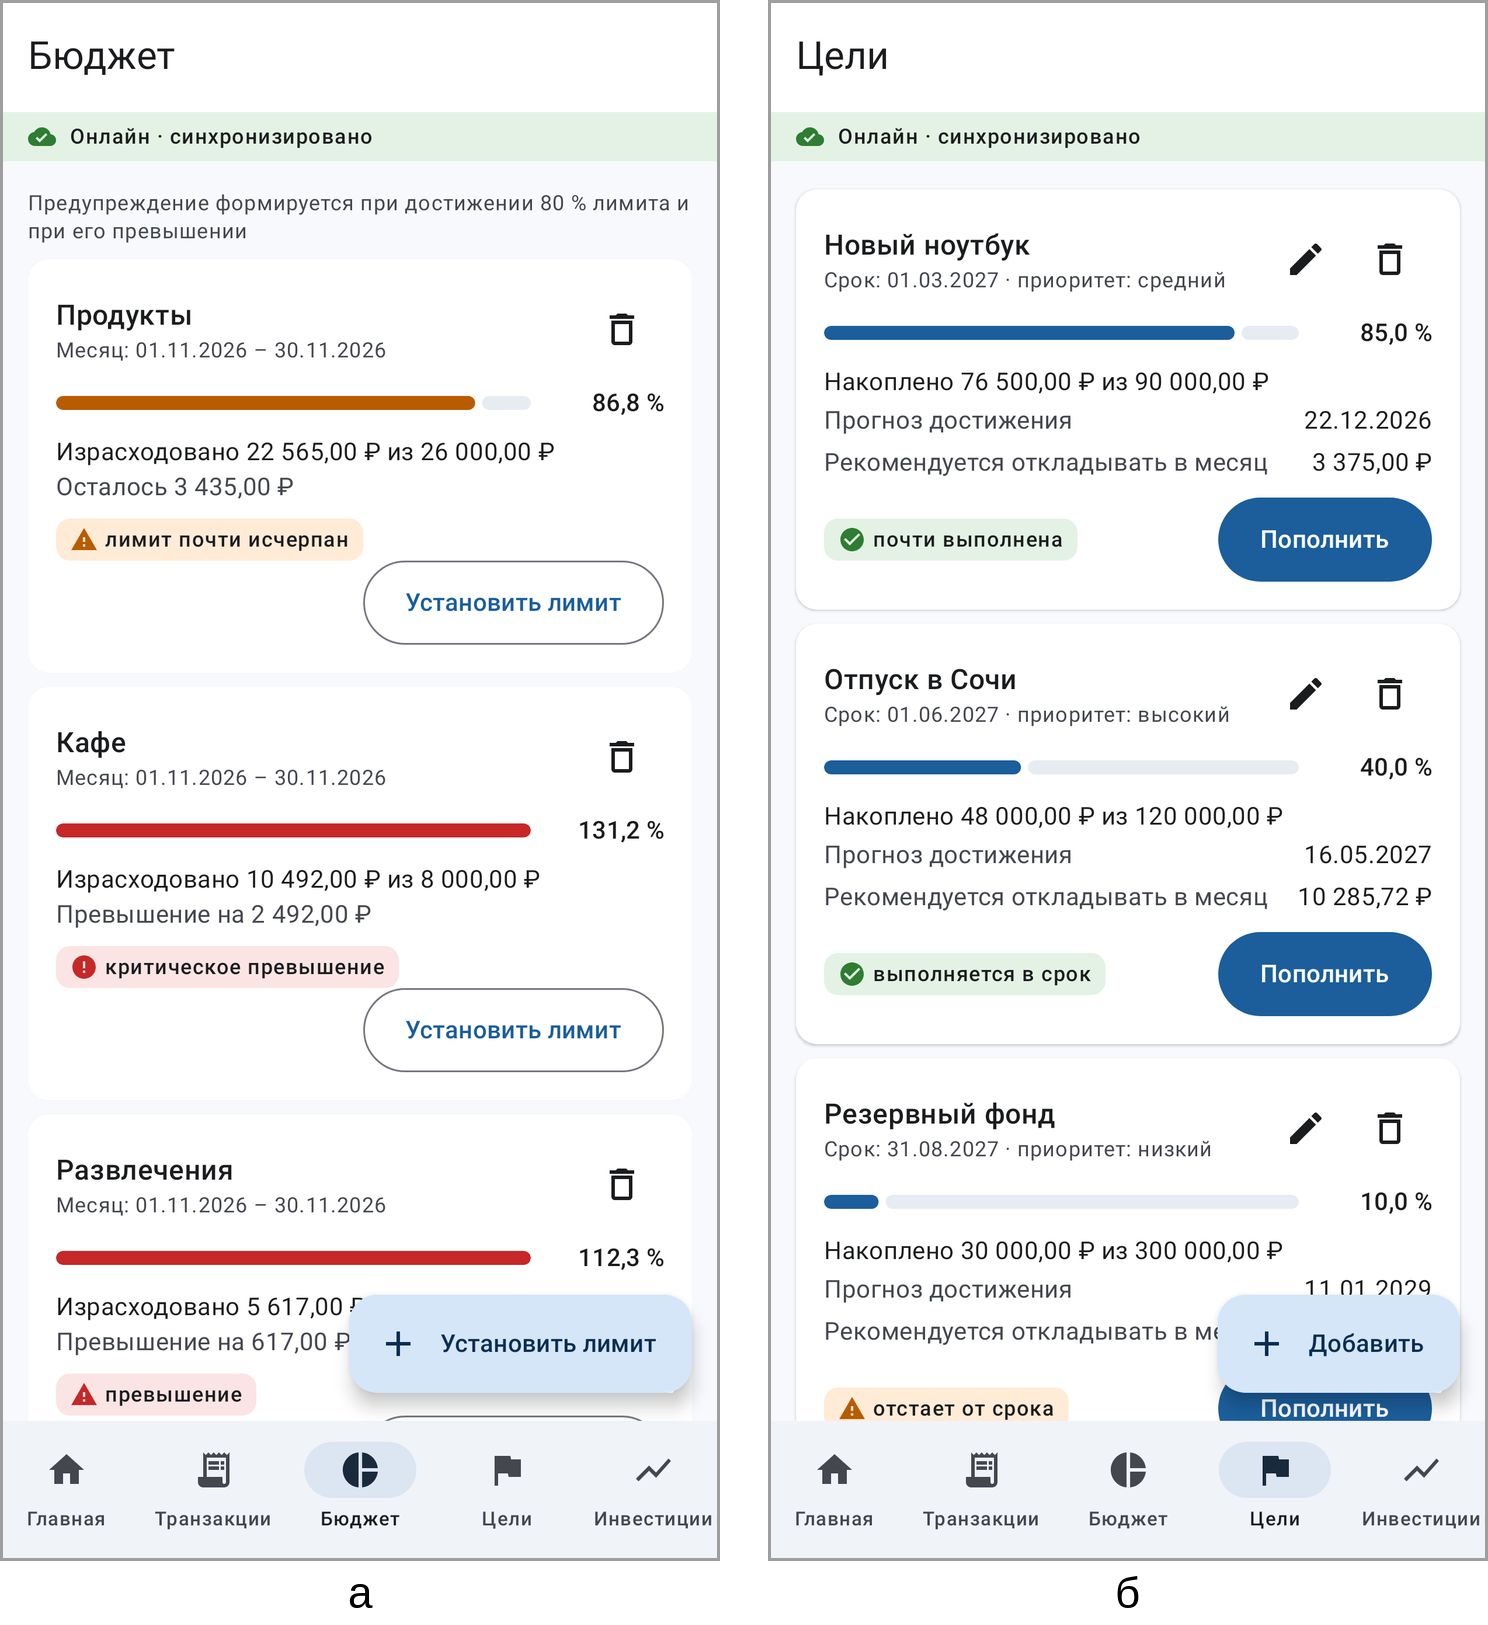 Бюджет
Онлайн · синхронизировано
Предупреждение формируется при достижении 80 % лимита и
при его превышении
Продукты
Месяц: 01.11.2026 – 30.11.2026
86,8 %
Израсходовано 22 565,00 ₽ из 26 000,00 ₽
Осталось 3 435,00 ₽
лимит почти исчерпан
Установить лимит
Кафе
Месяц: 01.11.2026 – 30.11.2026
131,2 %
Израсходовано 10 492,00 ₽ из 8 000,00 ₽
Превышение на 2 492,00 ₽
критическое превышение
Установить лимит
Развлечения
Месяц: 01.11.2026 – 30.11.2026
112,3 %
Израсходовано 5 617,00 ₽
Превышение на 617,00 ₽
Установить лимит
превышение
Главная Транзакции Бюджет Цели Инвестиции
а
Цели
Онлайн · синхронизировано
Новый ноутбук
Срок: 01.03.2027 · приоритет: средний
85,0 %
Накоплено 76 500,00 ₽ из 90 000,00 ₽
Прогноз достижения 22.12.2026
Рекомендуется откладывать в месяц 3 375,00 ₽
почти выполнена Пополнить
Отпуск в Сочи
Срок: 01.06.2027 · приоритет: высокий
40,0 %
Накоплено 48 000,00 ₽ из 120 000,00 ₽
Прогноз достижения 16.05.2027
Рекомендуется откладывать в месяц 10 285,72 ₽
выполняется в срок Пополнить
Резервный фонд
Срок: 31.08.2027 · приоритет: низкий
10,0 %
Накоплено 30 000,00 ₽ из 300 000,00 ₽
Прогноз достижения 11.01.2029
Рекомендуется откладывать в
Добавить
отстает от срока Пополнить
Главная Транзакции Бюджет Цели Инвестиции
б